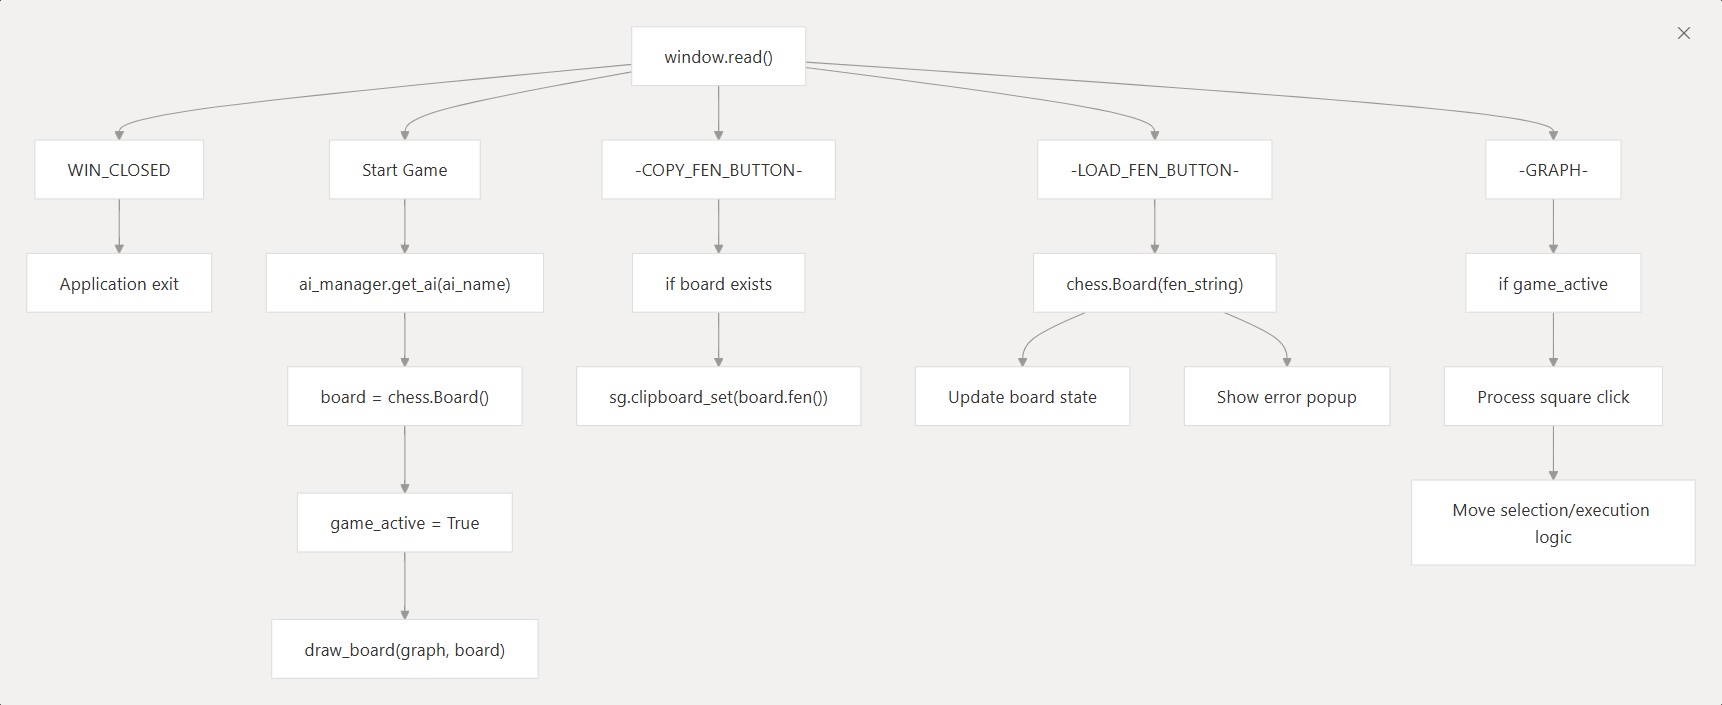 window.read()
WIN_CLOSED
Start Game
-COPY_FEN_BUTTON-
-LOAD_FEN_BUTTON-
-GRAPH-
Application exit
ai_manager.get_ai(ai_name)
if board exists
chess.Board(fen_string)
if game_active
board = chess.Board()
sg.clipboard_set(board.fen())
Update board state
Show error popup
Process square click
game_active = True
Move selection/execution
logic
draw_board(graph, board)